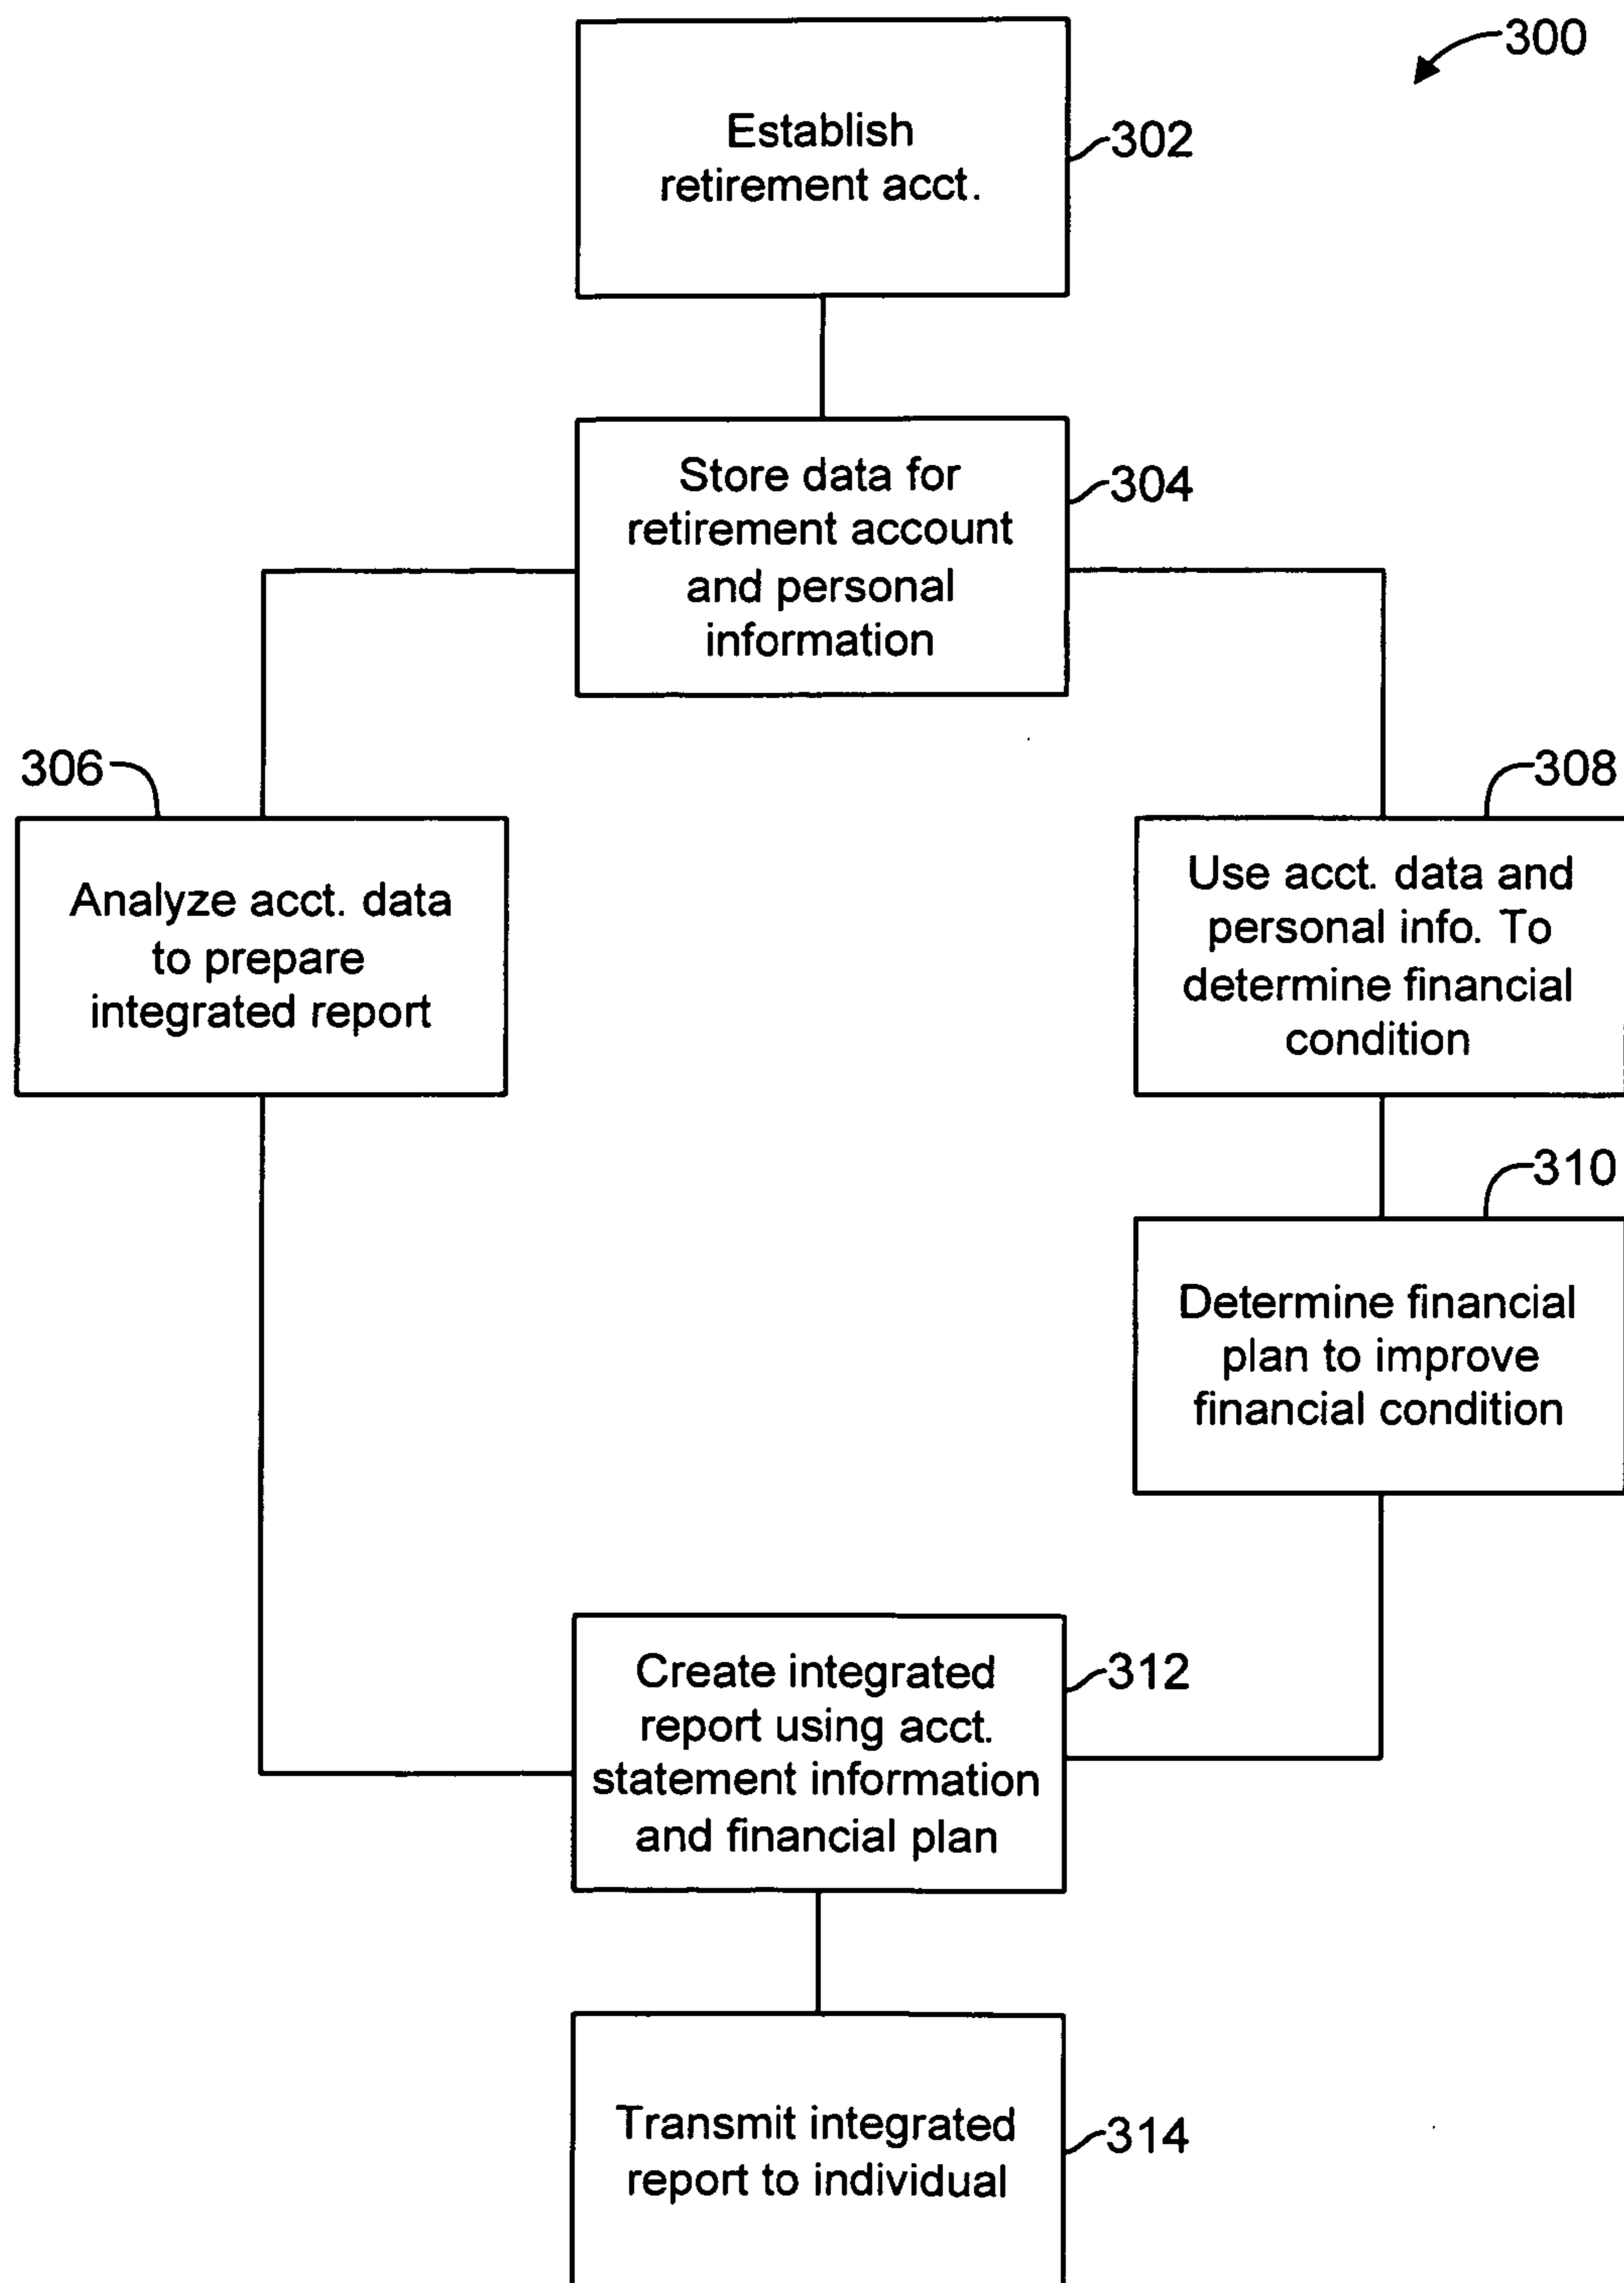 300
Establish
retirement acct.
302
Store data for
retirement account
and personal
information
304
306
Analyze acct. data
to prepare
integrated report
308
Use acct. data and
personal info. To
determine financial
condition
310
Determine financial
plan to improve
financial condition
Create integrated
report using acct.
statement information
and financial plan
312
Transmit integrated
report to individual
314